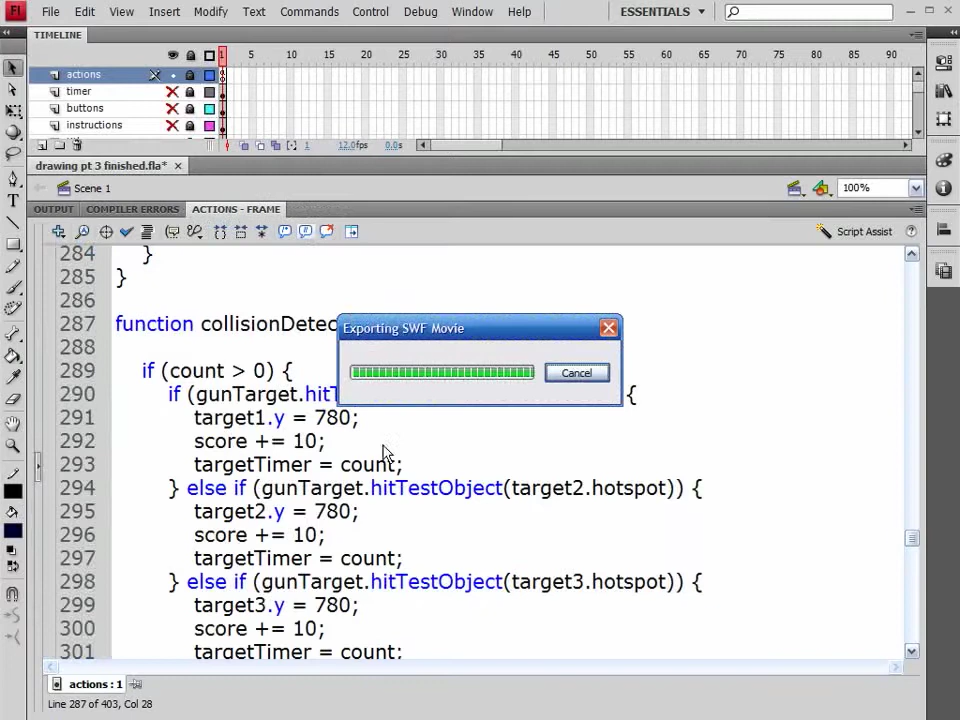 Fl File Edit View Insert Modify Text Commands Control Debug Window Help ESSENTIALS
TIMELINE
1 5 10 15 20 25 30 35 40 45 50 55 60 65 70 75 80 85 90
actions
timer
buttons
instructions
1 12.0fps 0.0s
drawing pt 3 finished.fla*
Scene 1 100%
OUTPUT COMPILER ERRORS ACTIONS - FRAME
Script Assist
284 }
285 }
286
287 function collisionDetec
Exporting SWF Movie
Cancel
288
289 if (count > 0) {
290 if (gunTarget.hitT {
291 target1.y = 780;
292 score += 10;
293 targetTimer = count;
294 } else if (gunTarget.hitTestObject(target2.hotspot)) {
295 target2.y = 780;
296 score += 10;
297 targetTimer = count;
298 } else if (gunTarget.hitTestObject(target3.hotspot)) {
299 target3.y = 780;
300 score += 10;
301 targetTimer = count;
actions : 1
Line 287 of 403, Col 28